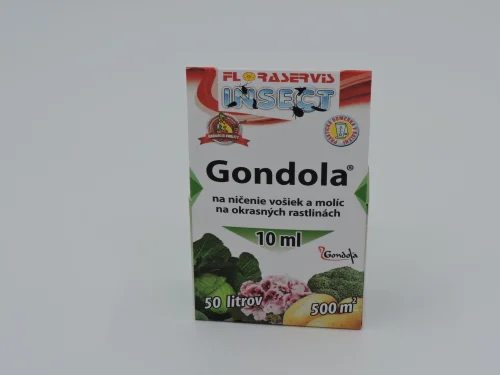 FLORASERVIS
INSECT
Gondola®
na ničenie vošiek a molíc
na okrasných rastlinách
10 ml
Gondola
50 litrov
500 m²